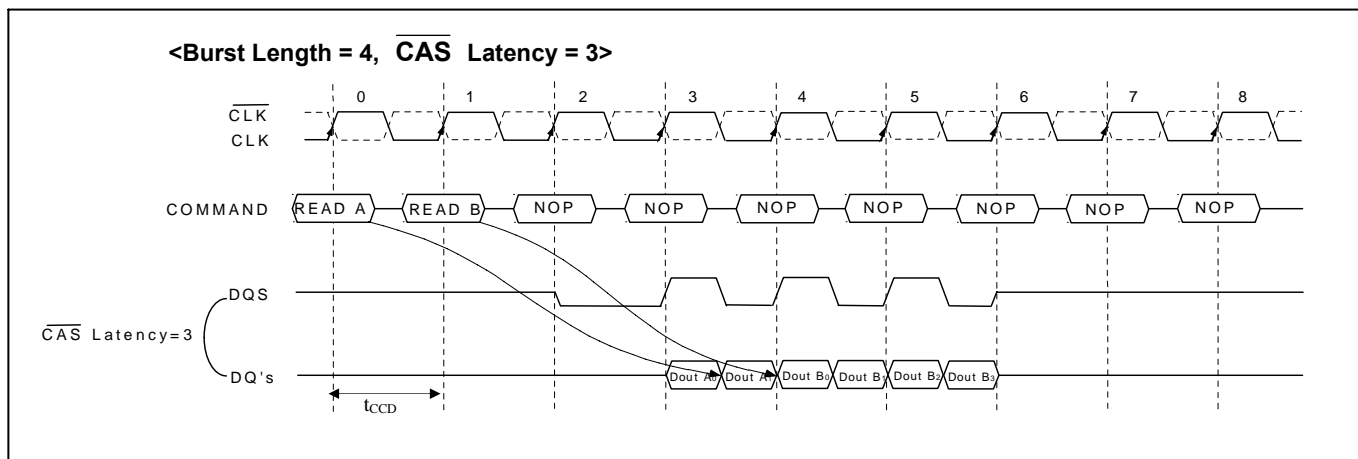 <Burst Length = 4, CAS Latency = 3>
0 1 2 3 4 5 6 7 8
CLK
CLK
COMMAND READ A READ B NOP NOP NOP NOP NOP NOP NOP
DQS
CAS Latency=3
DQ's Dout A0 Dout A1 Dout B0 Dout B1 Dout B2 Dout B3
tCCD